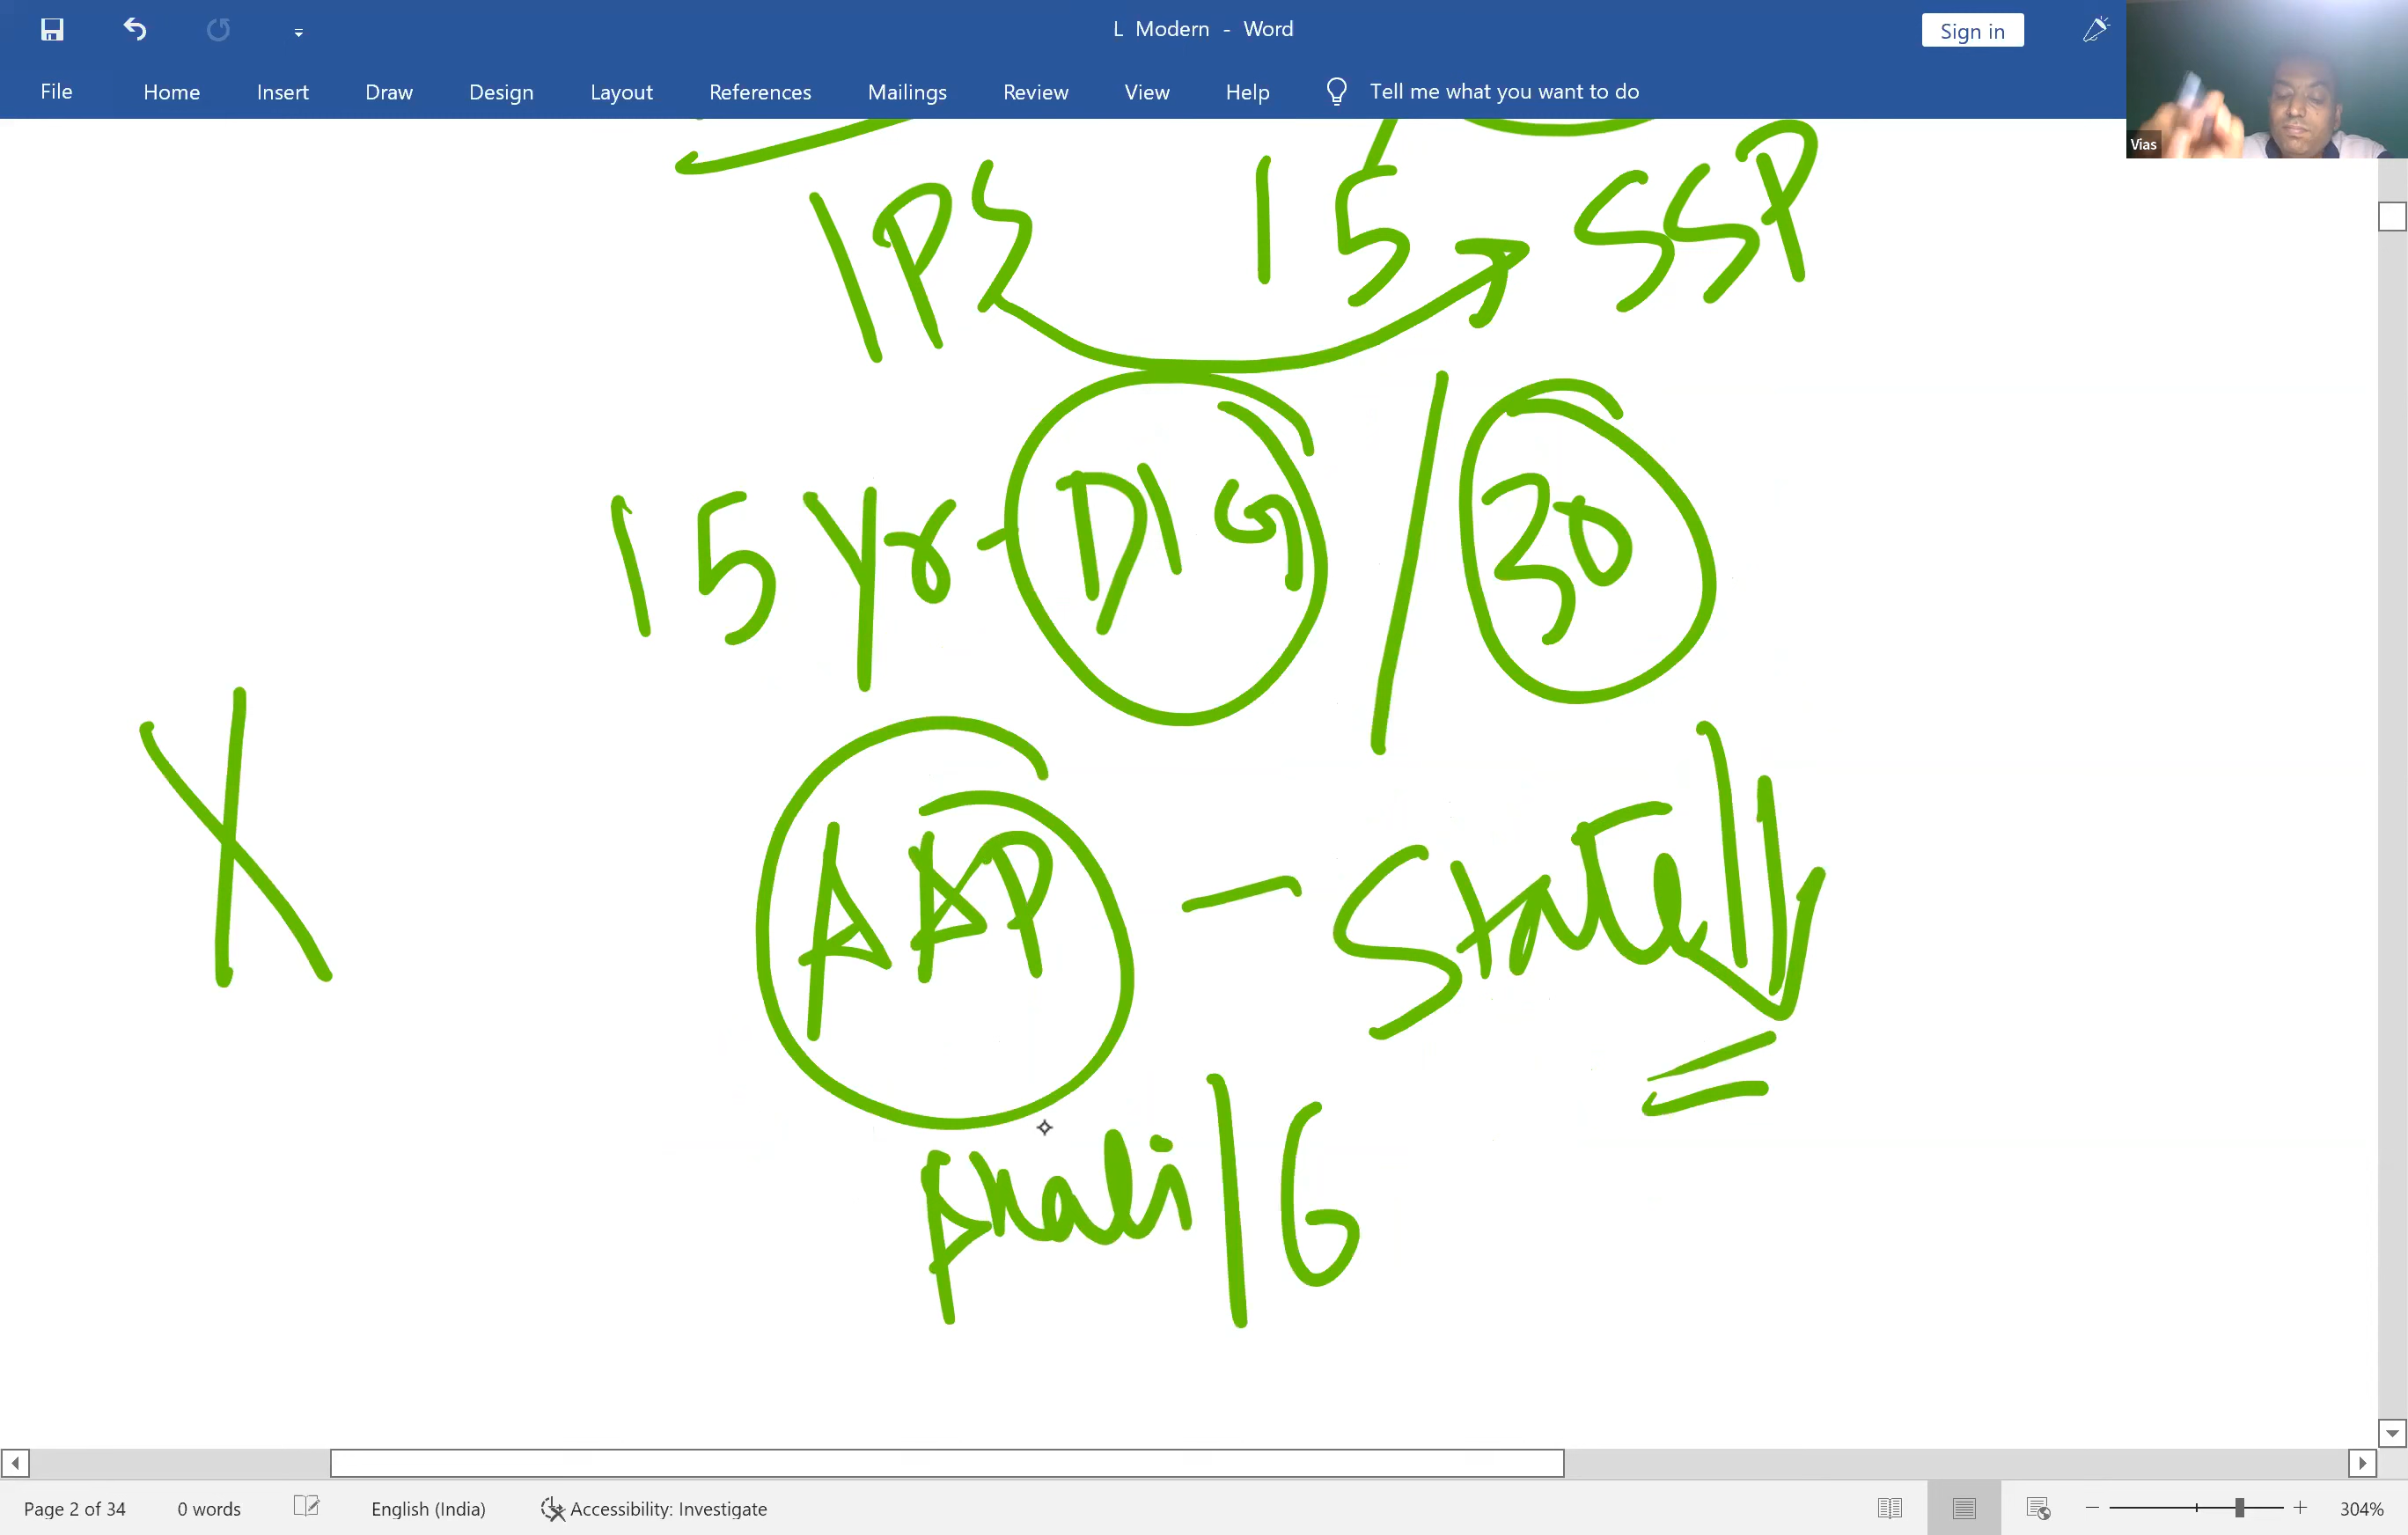 L Modern - Word
Sign in
File Home Insert Draw Design Layout References Mailings Review View Help Tell me what you want to do
Vias
IPS 15 SSP
15 Yr - DIG / 30
X
AAP - State
/ G
Page 2 of 34 0 words English (India) Accessibility: Investigate 304%